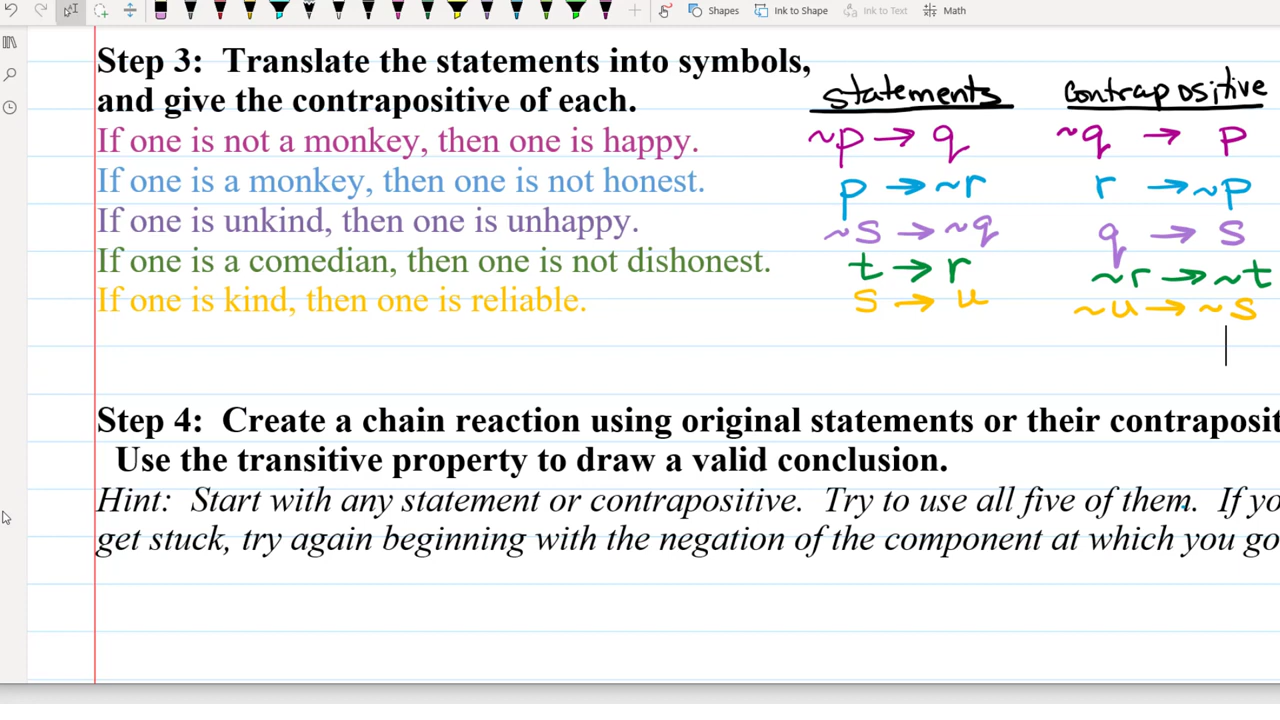 Shapes Ink to Shape Ink to Text Math
Step 3: Translate the statements into symbols,
and give the contrapositive of each.
statements contrapositive
If one is not a monkey, then one is happy. ~p → q ~q → p
If one is a monkey, then one is not honest. p → ~r r → ~p
If one is unkind, then one is unhappy. ~s → ~q q → s
If one is a comedian, then one is not dishonest. t → r ~r → ~t
If one is kind, then one is reliable. s → u ~u → ~s
Step 4: Create a chain reaction using original statements or their contraposit
Use the transitive property to draw a valid conclusion.
Hint: Start with any statement or contrapositive. Try to use all five of them. If yo
get stuck, try again beginning with the negation of the component at which you go